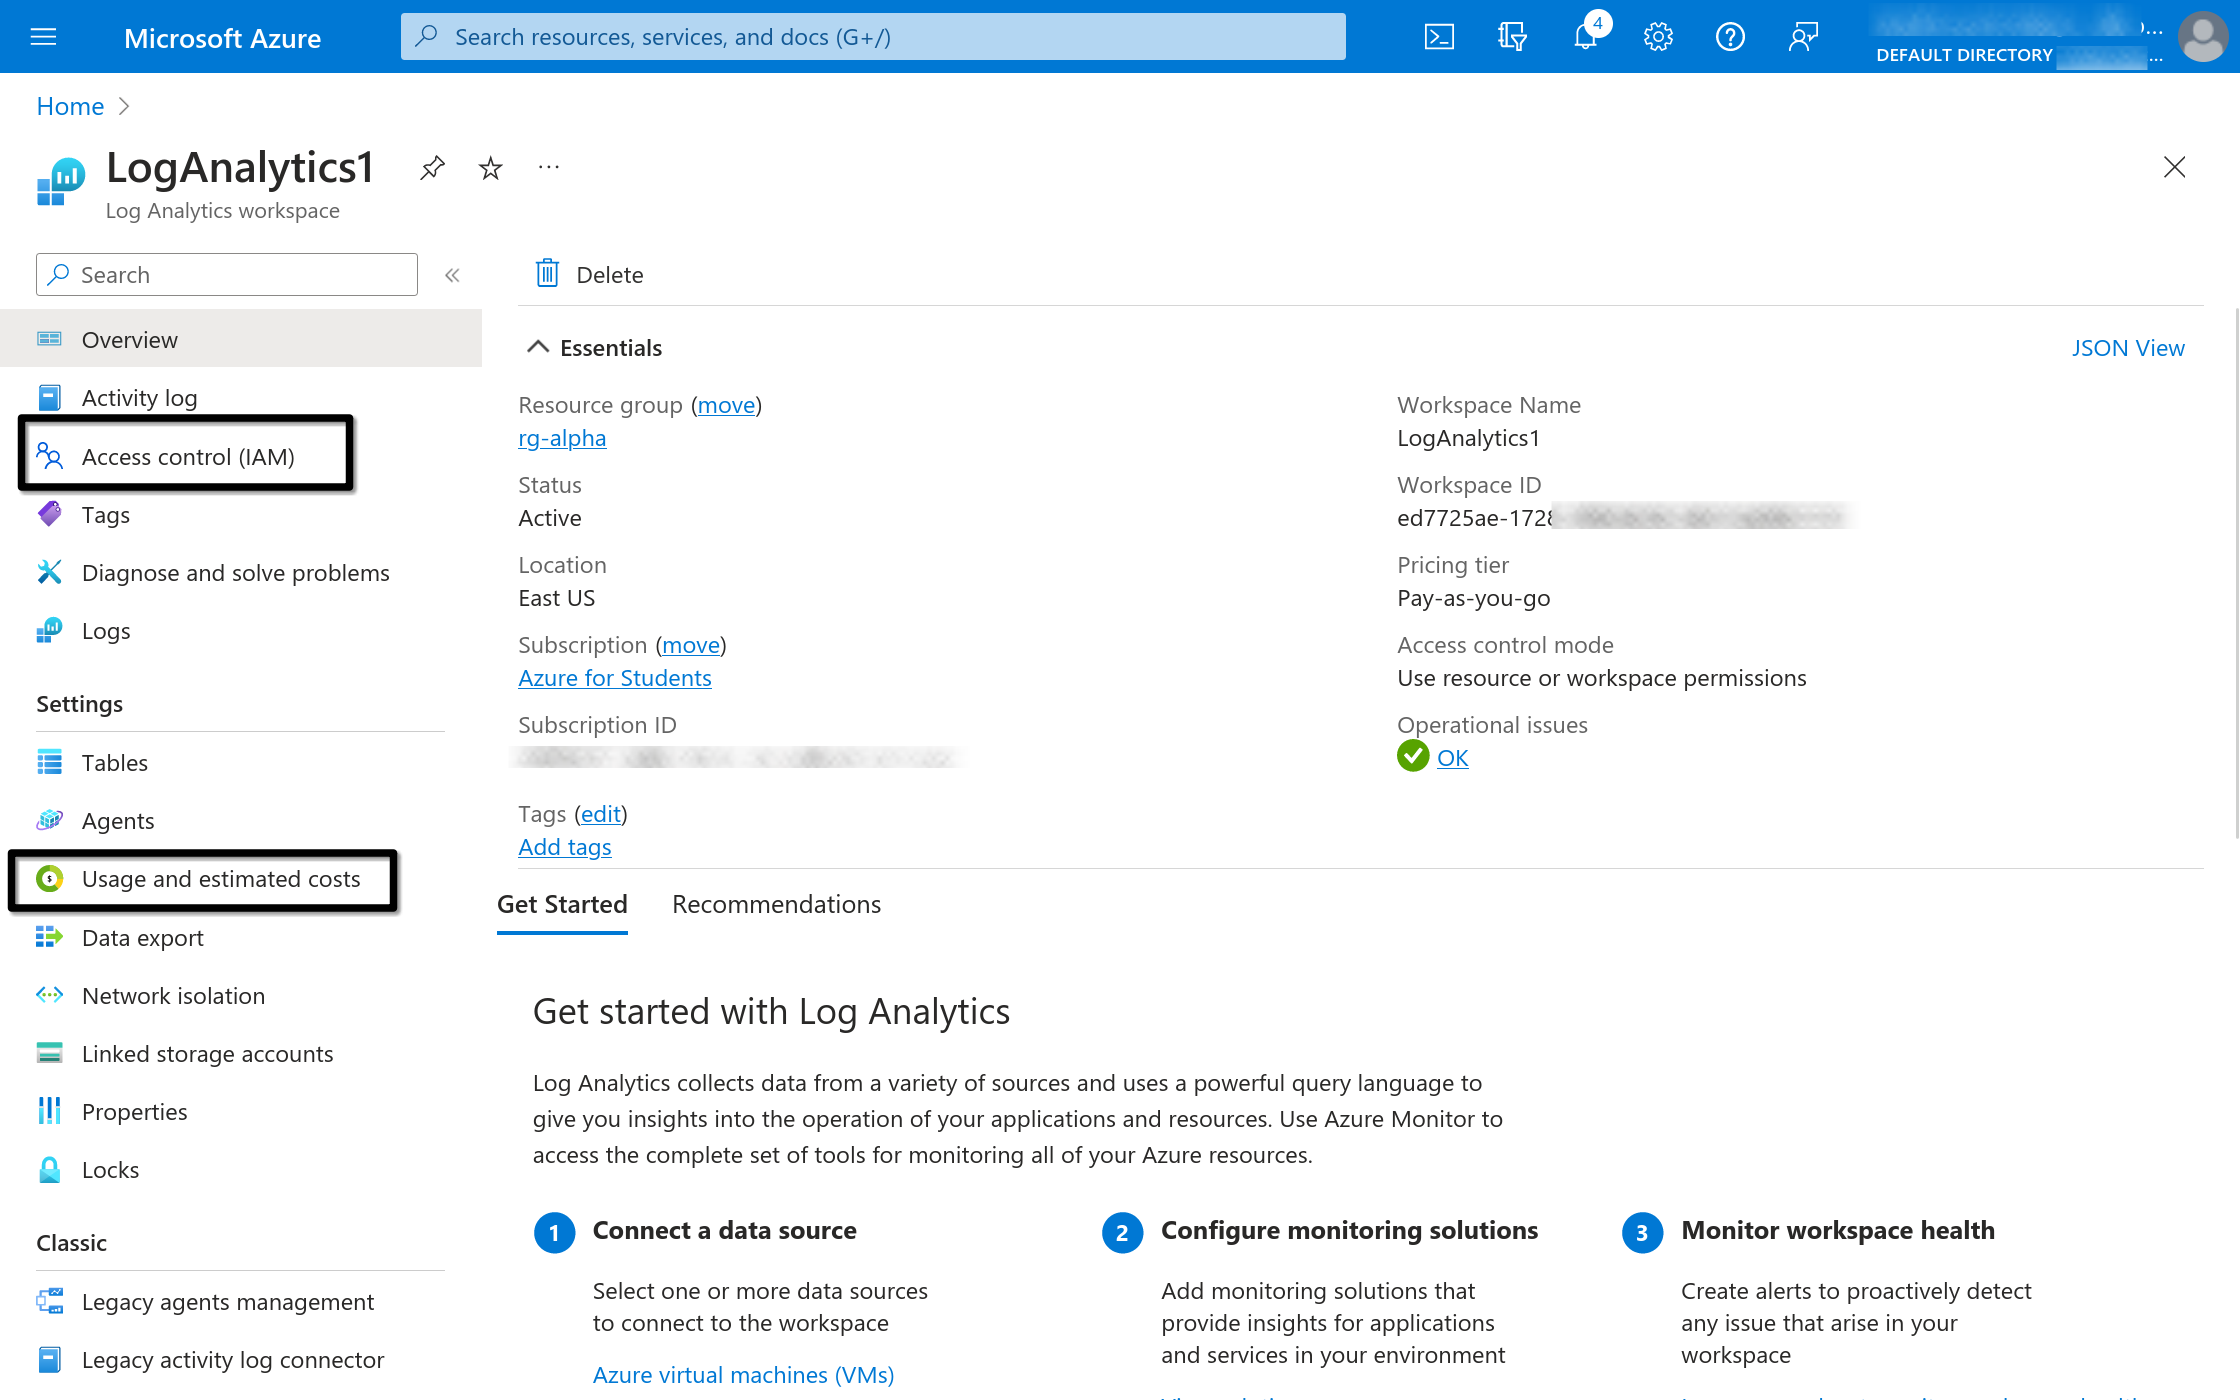 Microsoft Azure
Search resources, services, and docs (G+/)
4
DEFAULT DIRECTORY
Home
LogAnalytics1
Log Analytics workspace
Search
Overview
Activity log
Access control (IAM)
Tags
Diagnose and solve problems
Logs
Settings
Tables
Agents
Usage and estimated costs
Data export
Network isolation
Linked storage accounts
Properties
Locks
Classic
Legacy agents management
Legacy activity log connector
Delete
Essentials
JSON View
Resource group (move)
rg-alpha
Status
Active
Location
East US
Subscription (move)
Azure for Students
Subscription ID
Tags (edit)
Add tags
Workspace Name
LogAnalytics1
Workspace ID
ed7725ae-1728
Pricing tier
Pay-as-you-go
Access control mode
Use resource or workspace permissions
Operational issues
OK
Get Started
Recommendations
Get started with Log Analytics
Log Analytics collects data from a variety of sources and uses a powerful query language to
give you insights into the operation of your applications and resources. Use Azure Monitor to
access the complete set of tools for monitoring all of your Azure resources.
1 Connect a data source
Select one or more data sources
to connect to the workspace
Azure virtual machines (VMs)
2 Configure monitoring solutions
Add monitoring solutions that
provide insights for applications
and services in your environment
3 Monitor workspace health
Create alerts to proactively detect
any issue that arise in your
workspace